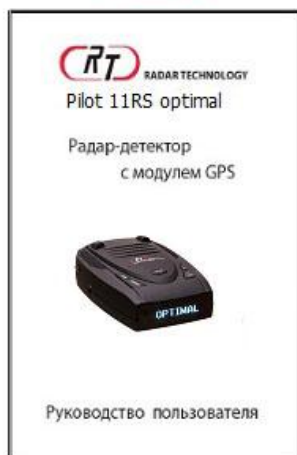 RT RADAR TECHNOLOGY
Pilot 11RS optimal
Радар-детектор
с модулем GPS
OPTIMAL
Руководство пользователя